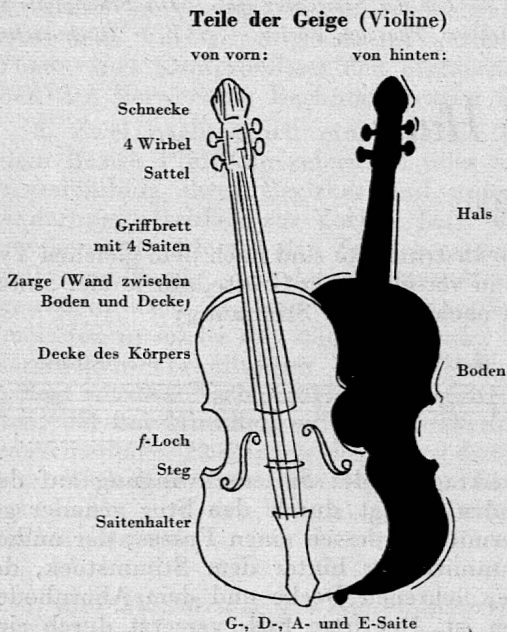 Teile der Geige (Violine)
von vorn:
von hinten:
Schnecke
4 Wirbel
Sattel
Griffbrett
mit 4 Saiten
Zarge (Wand zwischen
Boden und Decke)
Decke des Körpers
f-Loch
Steg
Saitenhalter
Hals
Boden
G-, D-, A- und E-Saite